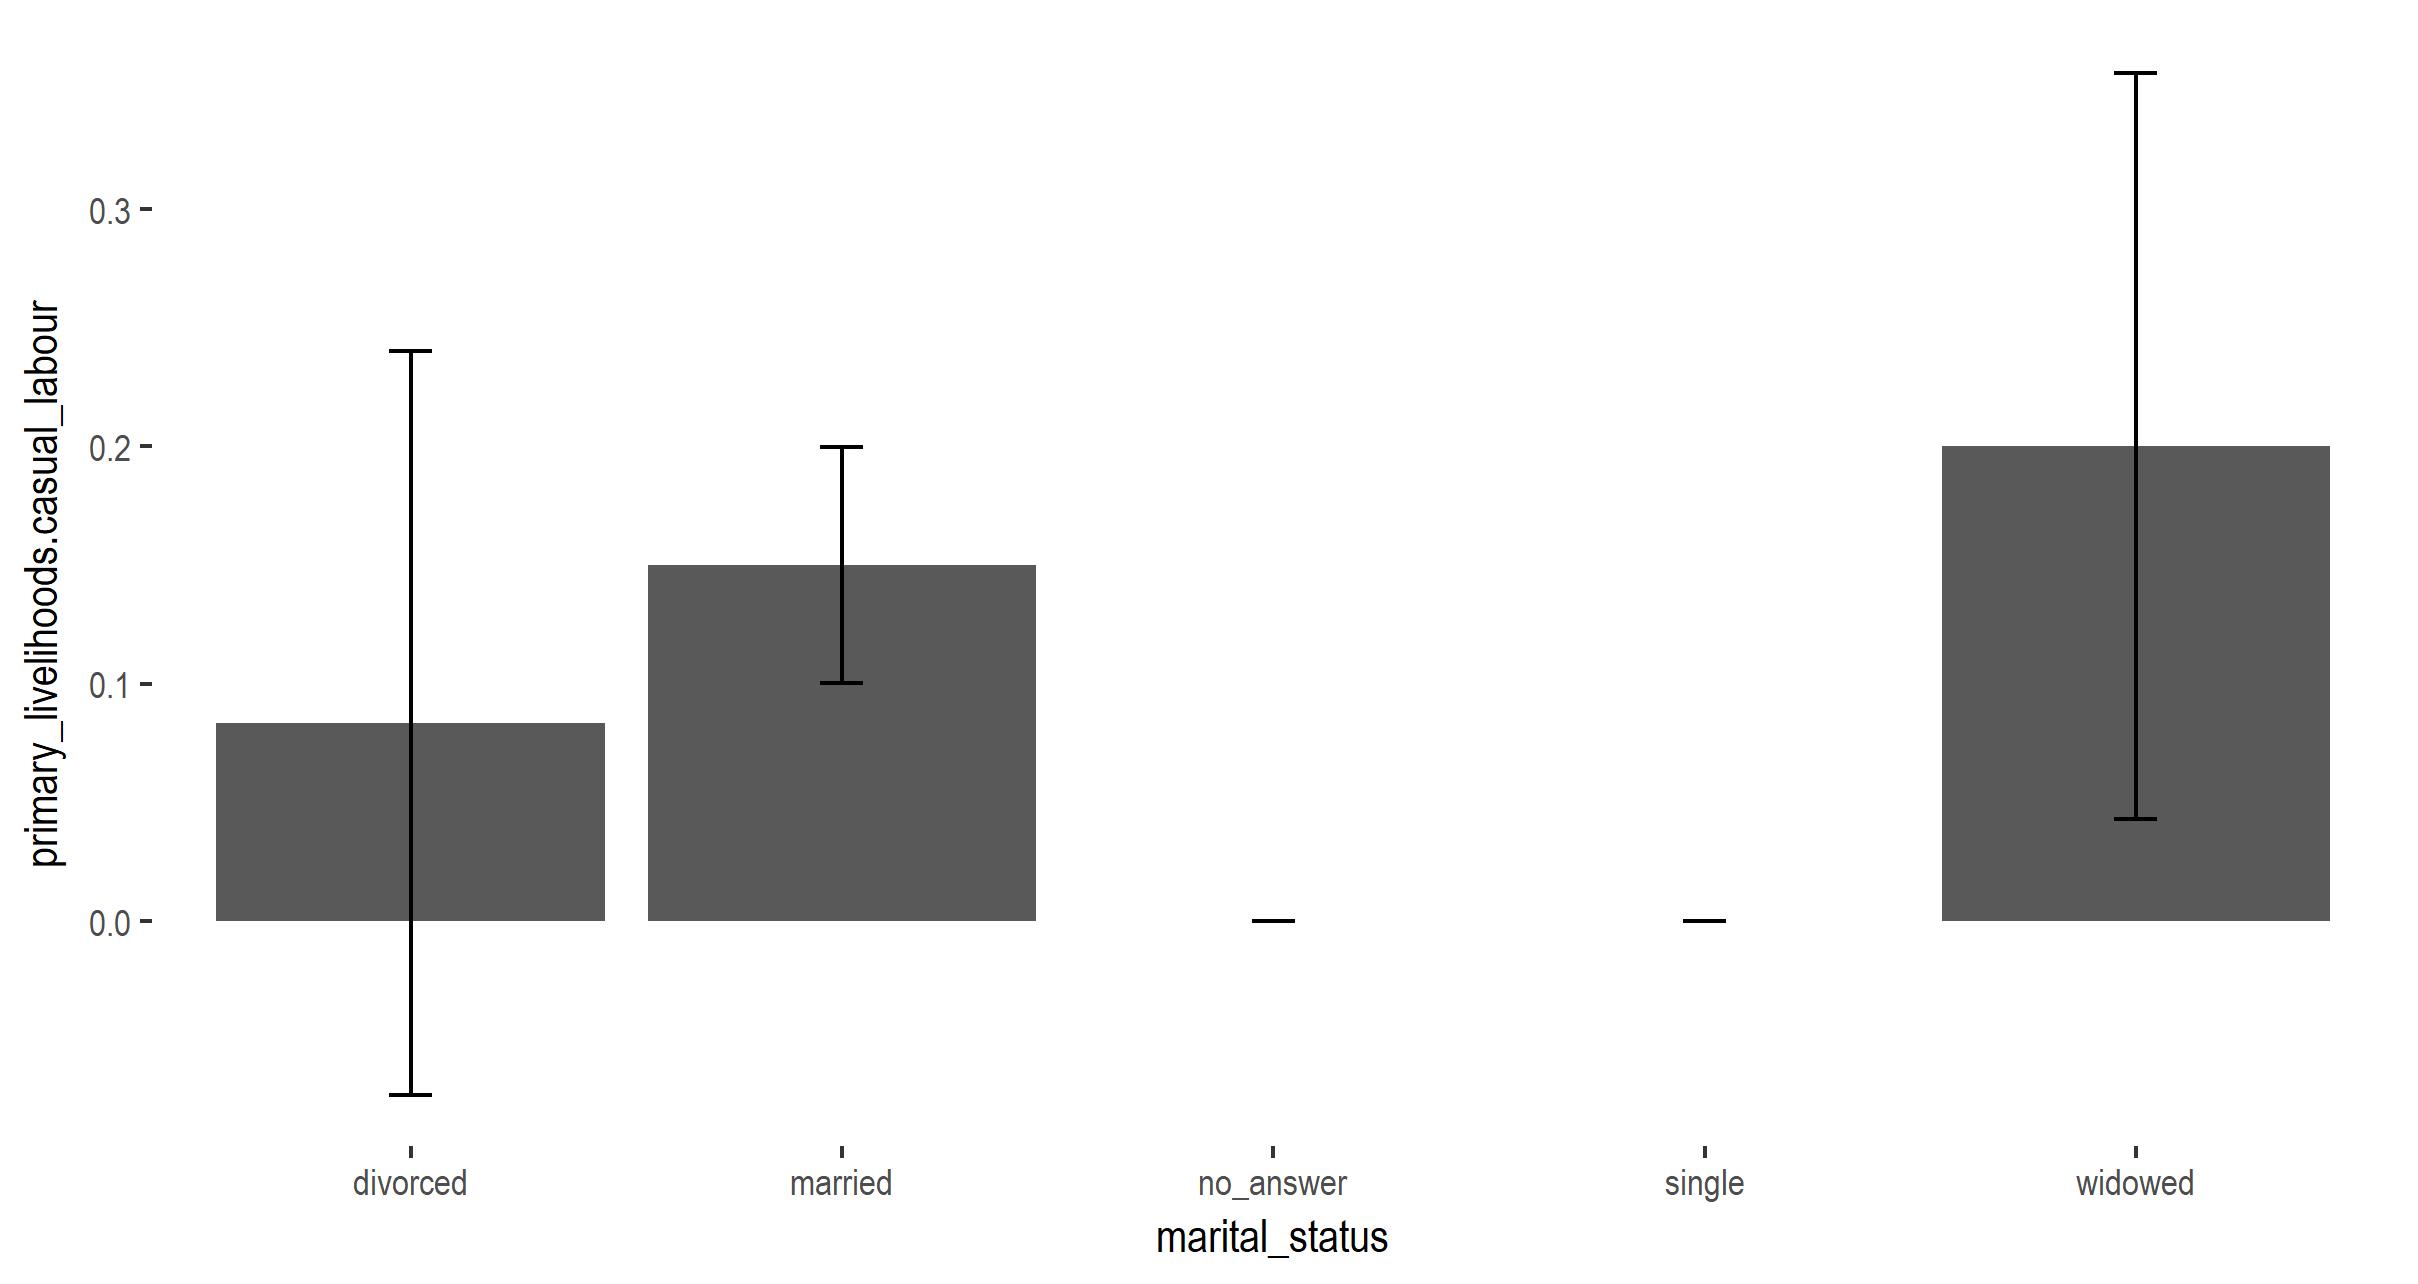 primary_livelihoods.casual_labour
0.3
0.2
0.1
0.0
divorced married no_answer single widowed
marital_status